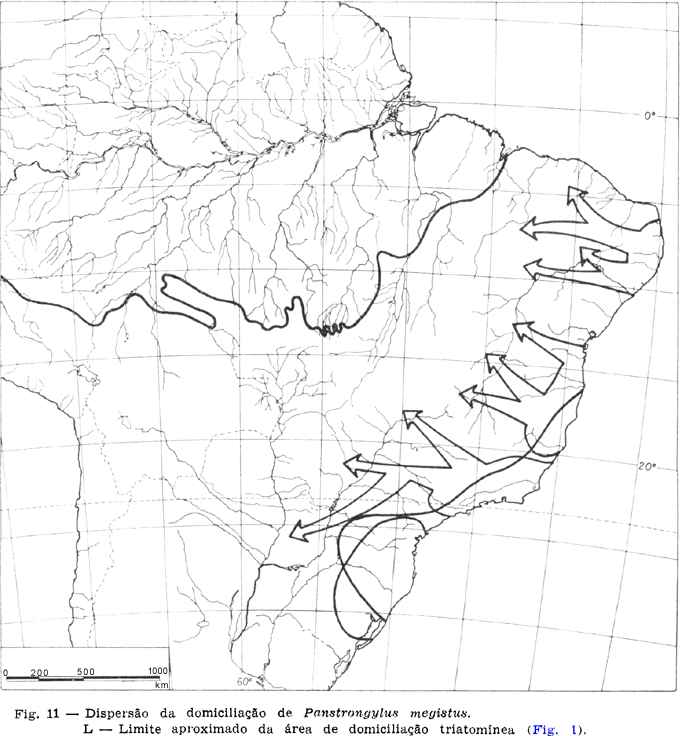 0°
20°
0 200 500 1000
km
60°
Fig. 11 — Dispersão da domiciliação de Panstrongylus megistus.
L — Limite aproximado da área de domiciliação triatomínea (Fig. 1).